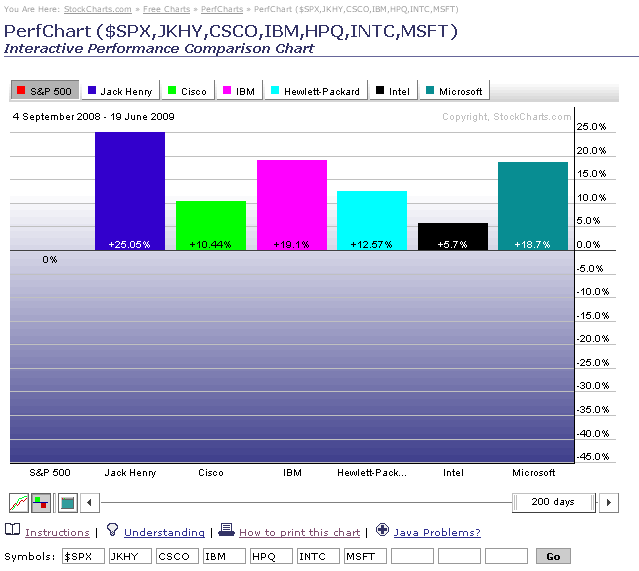 You Are Here: StockCharts.com » Free Charts » PerfCharts » PerfChart ($SPX,JKHY,CSCO,IBM,HPQ,INTC,MSFT)
PerfChart ($SPX,JKHY,CSCO,IBM,HPQ,INTC,MSFT)
Interactive Performance Comparison Chart
S&P 500 Jack Henry Cisco IBM Hewlett-Packard Intel Microsoft
4 September 2008 - 19 June 2009 Copyright, StockCharts.com
25.0%
20.0%
15.0%
10.0%
5.0%
+25.05% +10.44% +19.1% +12.57% +5.7% +18.7% 0.0%
0%
-5.0%
-10.0%
-15.0%
-20.0%
-25.0%
-30.0%
-35.0%
-40.0%
-45.0%
S&P 500 Jack Henry Cisco IBM Hewlett-Pack... Intel Microsoft
200 days
Instructions | Understanding | How to print this chart | Java Problems?
Symbols: $SPX JKHY CSCO IBM HPQ INTC MSFT Go